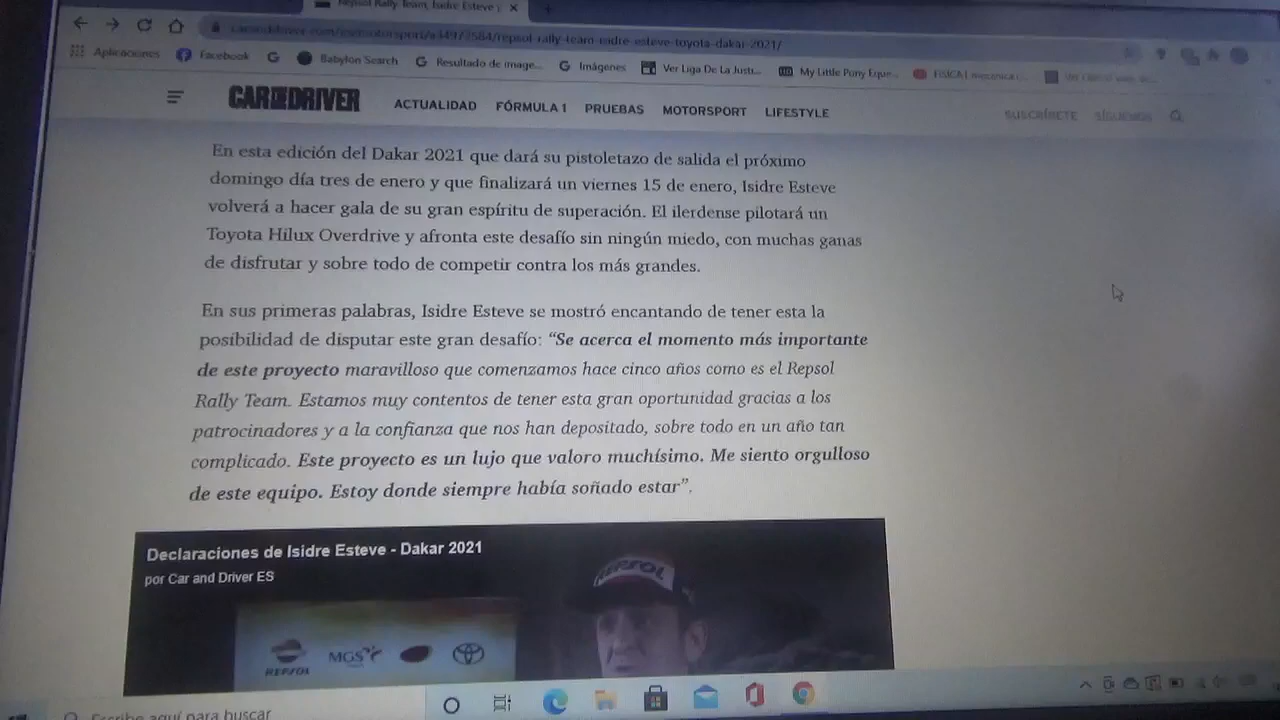 Repsol Rally Team, Isidre Esteve y
repsol-rally-team-isidre-esteve-toyota-dakar-2021/
Aplicaciones
Facebook
Babylon Search
Resultado de image...
Imágenes
Ver Liga De La Justi...
My Little Pony Eque...
CAR AND DRIVER
ACTUALIDAD
FÓRMULA 1
PRUEBAS
MOTORSPORT
LIFESTYLE
SUSCRÍBETE
SÍGUENOS
En esta edición del Dakar 2021 que dará su pistoletazo de salida el próximo
domingo día tres de enero y que finalizará un viernes 15 de enero, Isidre Esteve
volverá a hacer gala de su gran espíritu de superación. El ilerdense pilotará un
Toyota Hilux Overdrive y afronta este desafío sin ningún miedo, con muchas ganas
de disfrutar y sobre todo de competir contra los más grandes.
En sus primeras palabras, Isidre Esteve se mostró encantando de tener esta la
posibilidad de disputar este gran desafío: “Se acerca el momento más importante
de este proyecto maravilloso que comenzamos hace cinco años como es el Repsol
Rally Team. Estamos muy contentos de tener esta gran oportunidad gracias a los
patrocinadores y a la confianza que nos han depositado, sobre todo en un año tan
complicado. Este proyecto es un lujo que valoro muchísimo. Me siento orgulloso
de este equipo. Estoy donde siempre había soñado estar”.
Declaraciones de Isidre Esteve - Dakar 2021
por Car and Driver ES
REPSOL
REPSOL
MGS
Escribe aquí para buscar